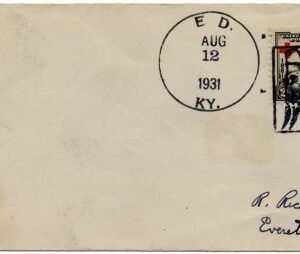 E D.
AUG
12
1931
KY.
R. Ric
Everet